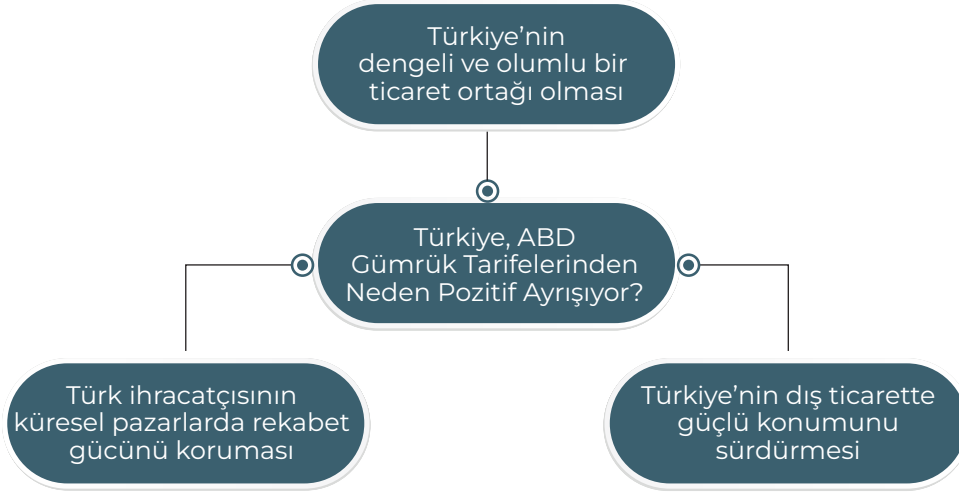 Türkiye’nin
dengeli ve olumlu bir
ticaret ortağı olması
Türkiye, ABD
Gümrük Tarifelerinden
Neden Pozitif Ayrışıyor?
Türk ihracatçısının
küresel pazarlarda rekabet
gücünü koruması
Türkiye’nin dış ticarette
güçlü konumunu
sürdürmesi